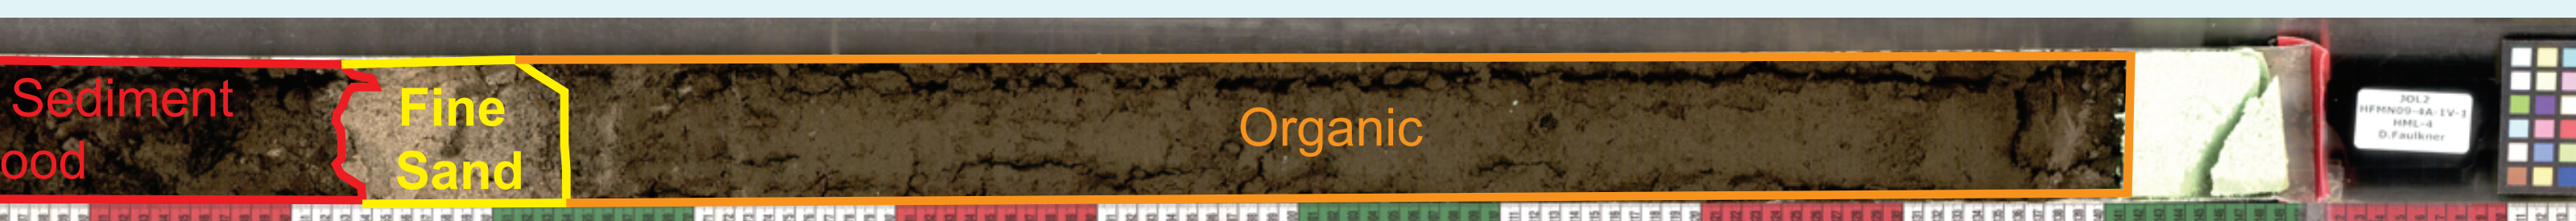 Sediment
ood
Fine
Sand
Organic
JOL2
HFMN09-4A-1V-1
HML-4
D.Faulkner